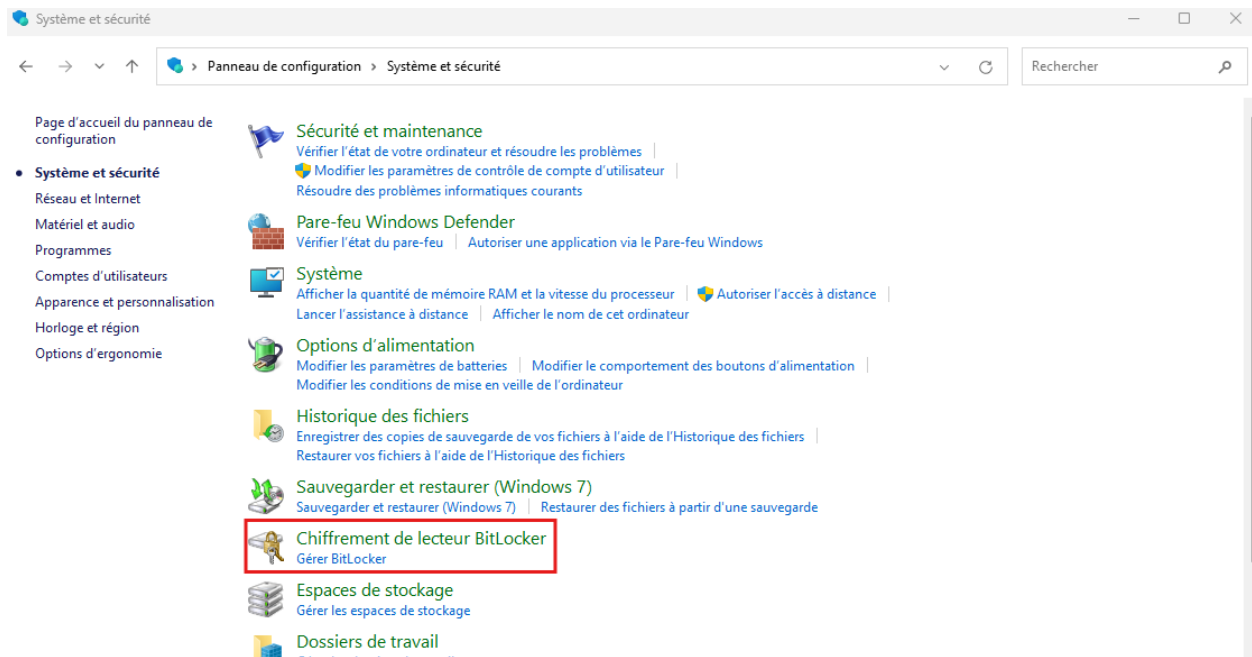 Système et sécurité
Panneau de configuration > Système et sécurité
Rechercher
Page d'accueil du panneau de
configuration
Système et sécurité
Réseau et Internet
Matériel et audio
Programmes
Comptes d'utilisateurs
Apparence et personnalisation
Horloge et région
Options d'ergonomie
Sécurité et maintenance
Vérifier l'état de votre ordinateur et résoudre les problèmes
Modifier les paramètres de contrôle de compte d'utilisateur
Résoudre des problèmes informatiques courants
Pare-feu Windows Defender
Vérifier l'état du pare-feu | Autoriser une application via le Pare-feu Windows
Système
Afficher la quantité de mémoire RAM et la vitesse du processeur | Autoriser l'accès à distance
Lancer l'assistance à distance | Afficher le nom de cet ordinateur
Options d'alimentation
Modifier les paramètres de batteries | Modifier le comportement des boutons d'alimentation
Modifier les conditions de mise en veille de l'ordinateur
Historique des fichiers
Enregistrer des copies de sauvegarde de vos fichiers à l'aide de l'Historique des fichiers
Restaurer vos fichiers à l'aide de l'Historique des fichiers
Sauvegarder et restaurer (Windows 7)
Sauvegarder et restaurer (Windows 7) | Restaurer des fichiers à partir d'une sauvegarde
Chiffrement de lecteur BitLocker
Gérer BitLocker
Espaces de stockage
Gérer les espaces de stockage
Dossiers de travail